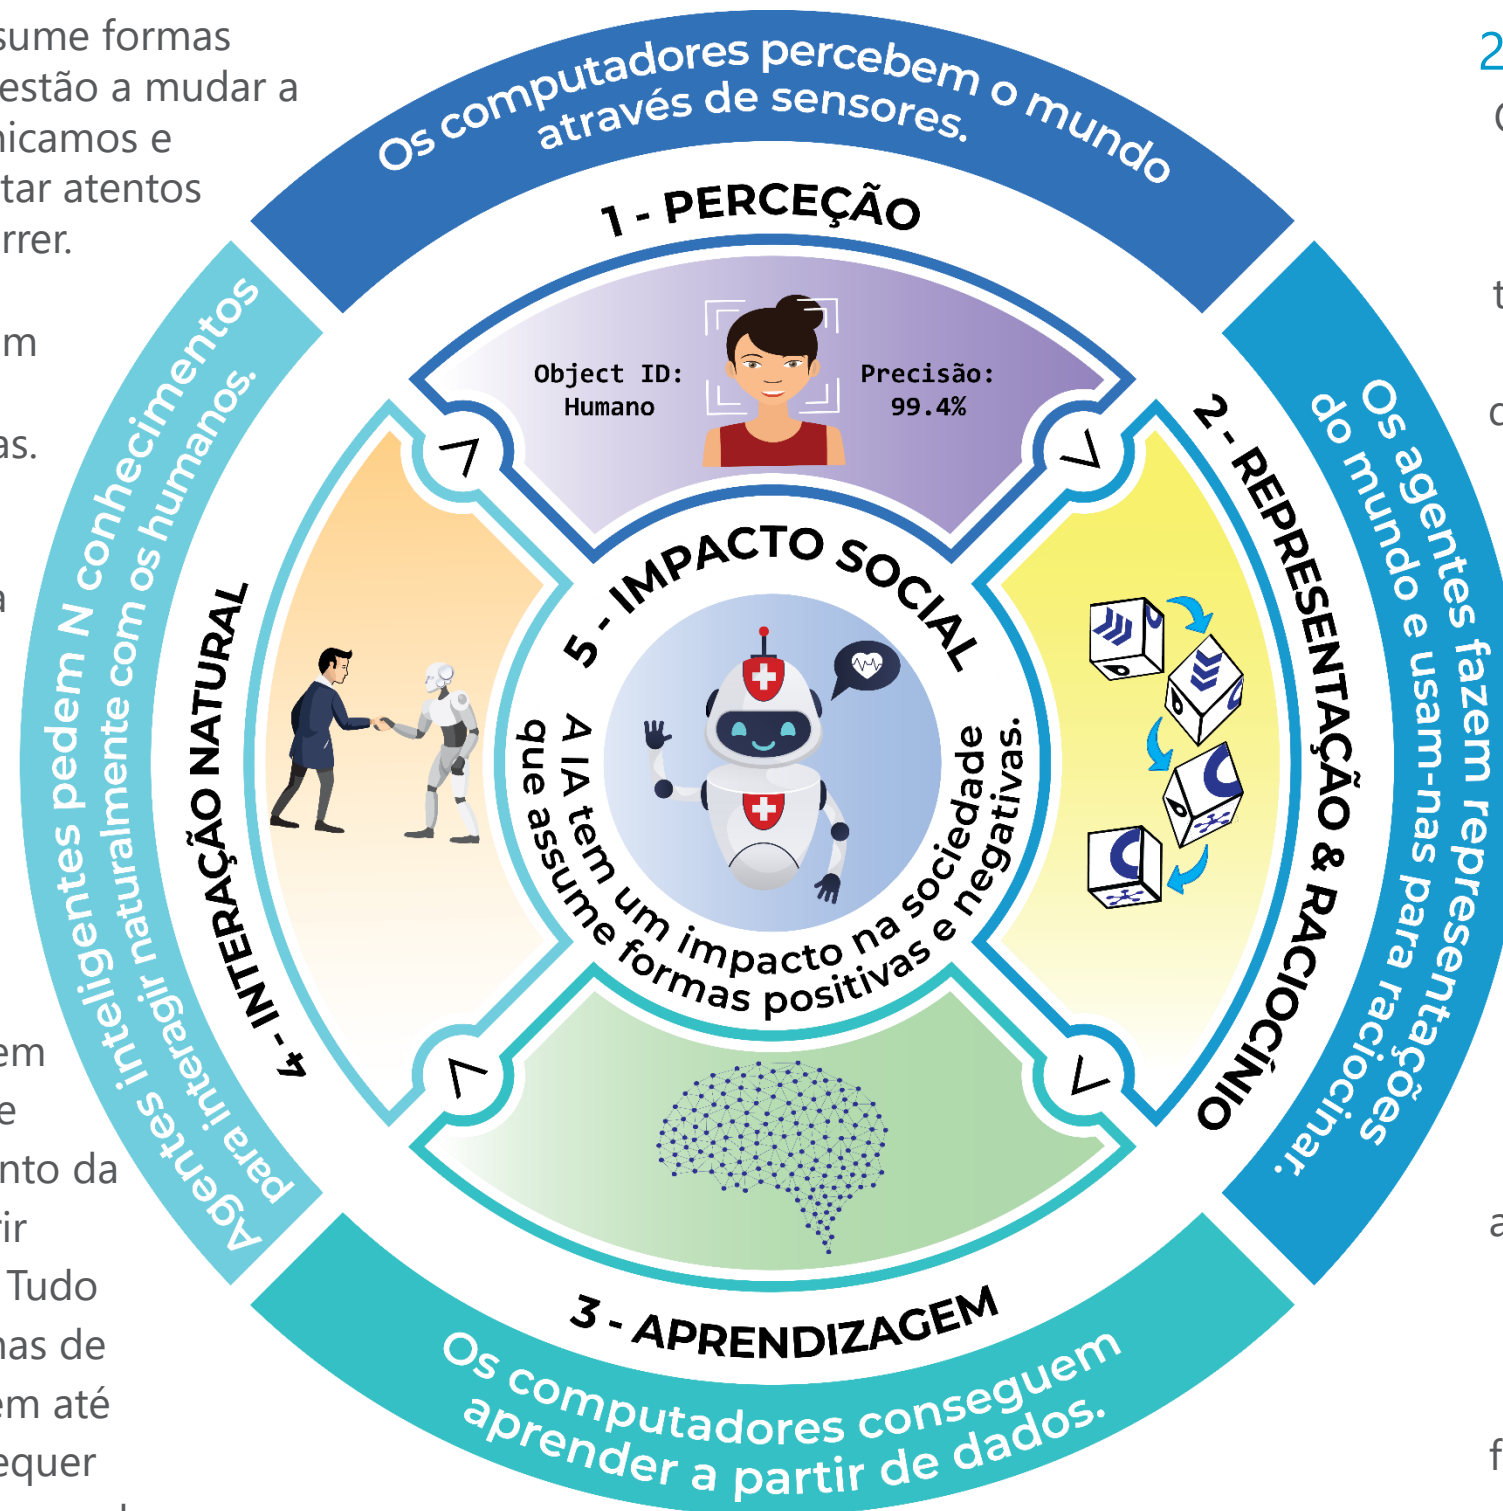 sume formas
estão a mudar a
nicamos e
tar atentos
rrer.
m
as.
a
em
e
nto da
rir
Tudo
nas de
em até
equer
Os computadores percebem o mundo
através de sensores.
1 - PERCEÇÃO
Object ID:
Humano
Precisão:
99.4%
Os agentes fazem representações
do mundo e usam-nas para raciocinar.
2 - REPRESENTAÇÃO & RACIOCÍNIO
3 - APRENDIZAGEM
Os computadores conseguem
aprender a partir de dados.
Agentes inteligentes pedem N conhecimentos
para interagir naturalmente com os humanos.
4 - INTERAÇÃO NATURAL
5 - IMPACTO SOCIAL
A IA tem um impacto na sociedade
que assume formas positivas e negativas.
2
t
a
f